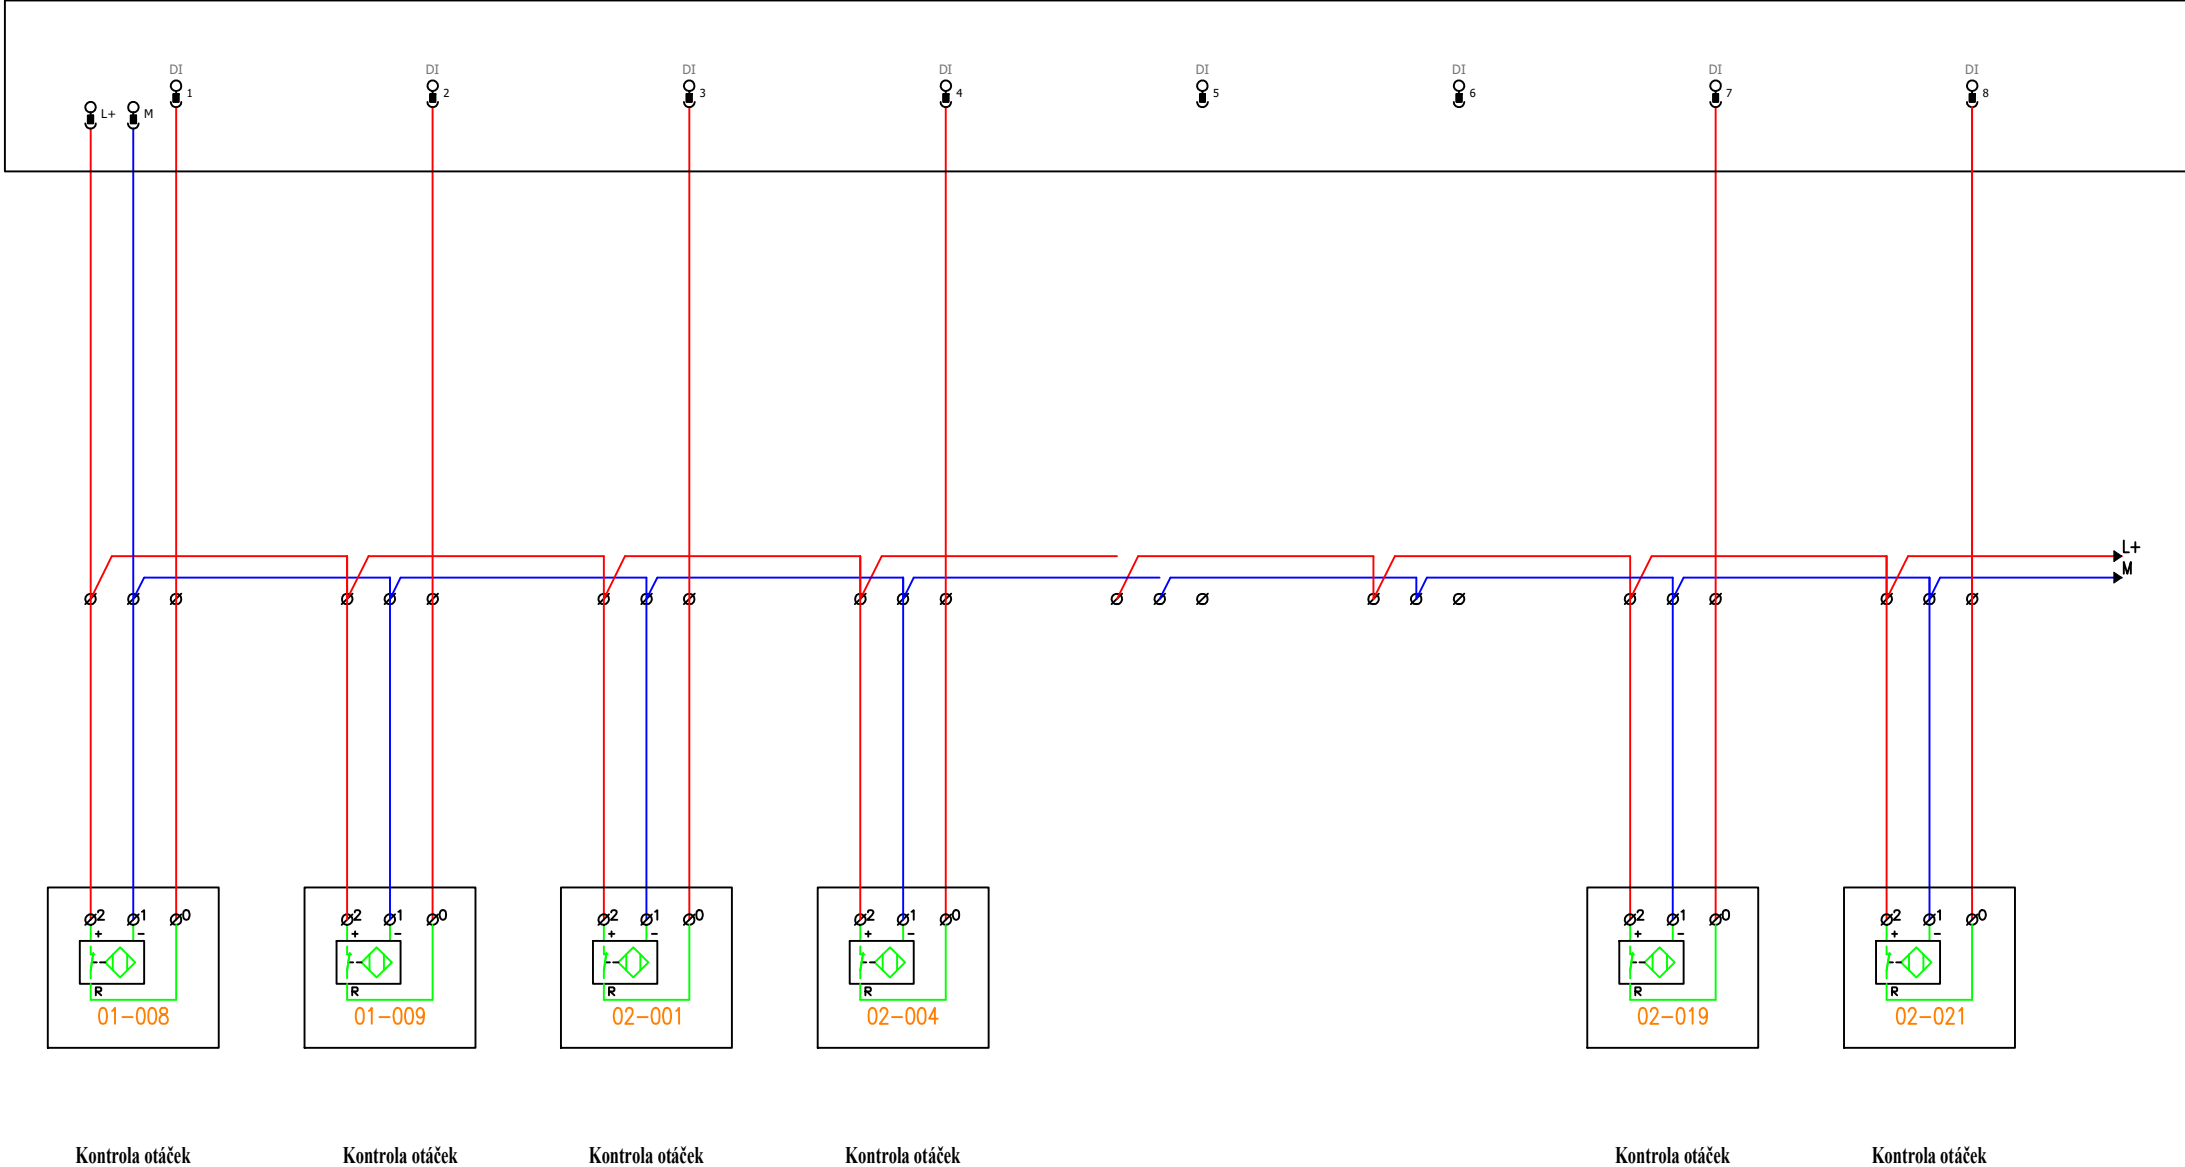 DI DI DI DI DI DI DI DI
1 2 3 4 5 6 7 8
L+ M
L+
M
2 1 0 2 1 0 2 1 0 2 1 0 2 1 0 2 1 0
+ - + - + - + - + - + -
R R R R R R
01-008 01-009 02-001 02-004 02-019 02-021
Kontrola otáček Kontrola otáček Kontrola otáček Kontrola otáček Kontrola otáček Kontrola otáček